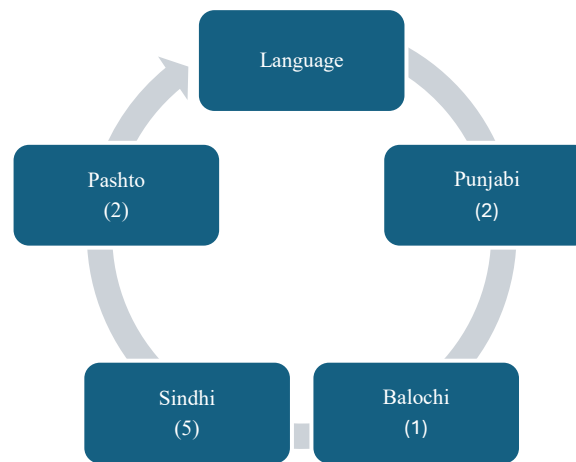 Language
Punjabi
(2)
Balochi
(1)
Sindhi
(5)
Pashto
(2)